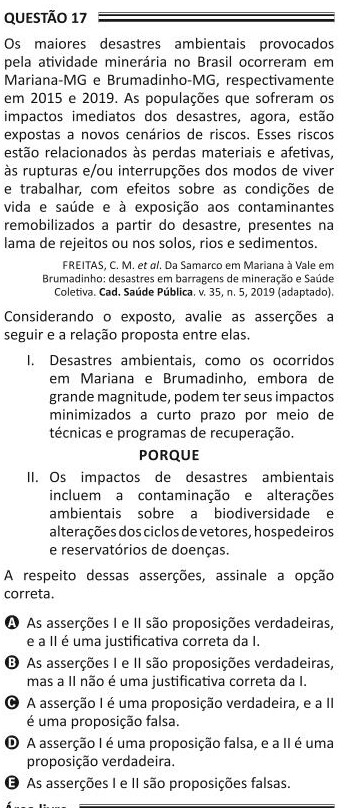 QUESTÃO 17
Os maiores desastres ambientais provocados
pela atividade minerária no Brasil ocorreram em
Mariana-MG e Brumadinho-MG, respectivamente
em 2015 e 2019. As populações que sofreram os
impactos imediatos dos desastres, agora, estão
expostas a novos cenários de riscos. Esses riscos
estão relacionados às perdas materiais e afetivas,
às rupturas e/ou interrupções dos modos de viver
e trabalhar, com efeitos sobre as condições de
vida e saúde e à exposição aos contaminantes
remobilizados a partir do desastre, presentes na
lama de rejeitos ou nos solos, rios e sedimentos.
FREITAS, C. M. et al. Da Samarco em Mariana à Vale em
Brumadinho: desastres em barragens de mineração e Saúde
Coletiva. Cad. Saúde Pública. v. 35, n. 5, 2019 (adaptado).
Considerando o exposto, avalie as asserções a
seguir e a relação proposta entre elas.
I. Desastres ambientais, como os ocorridos
em Mariana e Brumadinho, embora de
grande magnitude, podem ter seus impactos
minimizados a curto prazo por meio de
técnicas e programas de recuperação.
PORQUE
II. Os impactos de desastres ambientais
incluem a contaminação e alterações
ambientais sobre a biodiversidade e
alterações dos ciclos de vetores, hospedeiros
e reservatórios de doenças.
A respeito dessas asserções, assinale a opção
correta.
A As asserções I e II são proposições verdadeiras,
e a II é uma justificativa correta da I.
B As asserções I e II são proposições verdadeiras,
mas a II não é uma justificativa correta da I.
C A asserção I é uma proposição verdadeira, e a II
é uma proposição falsa.
D A asserção I é uma proposição falsa, e a II é uma
proposição verdadeira.
E As asserções I e II são proposições falsas.